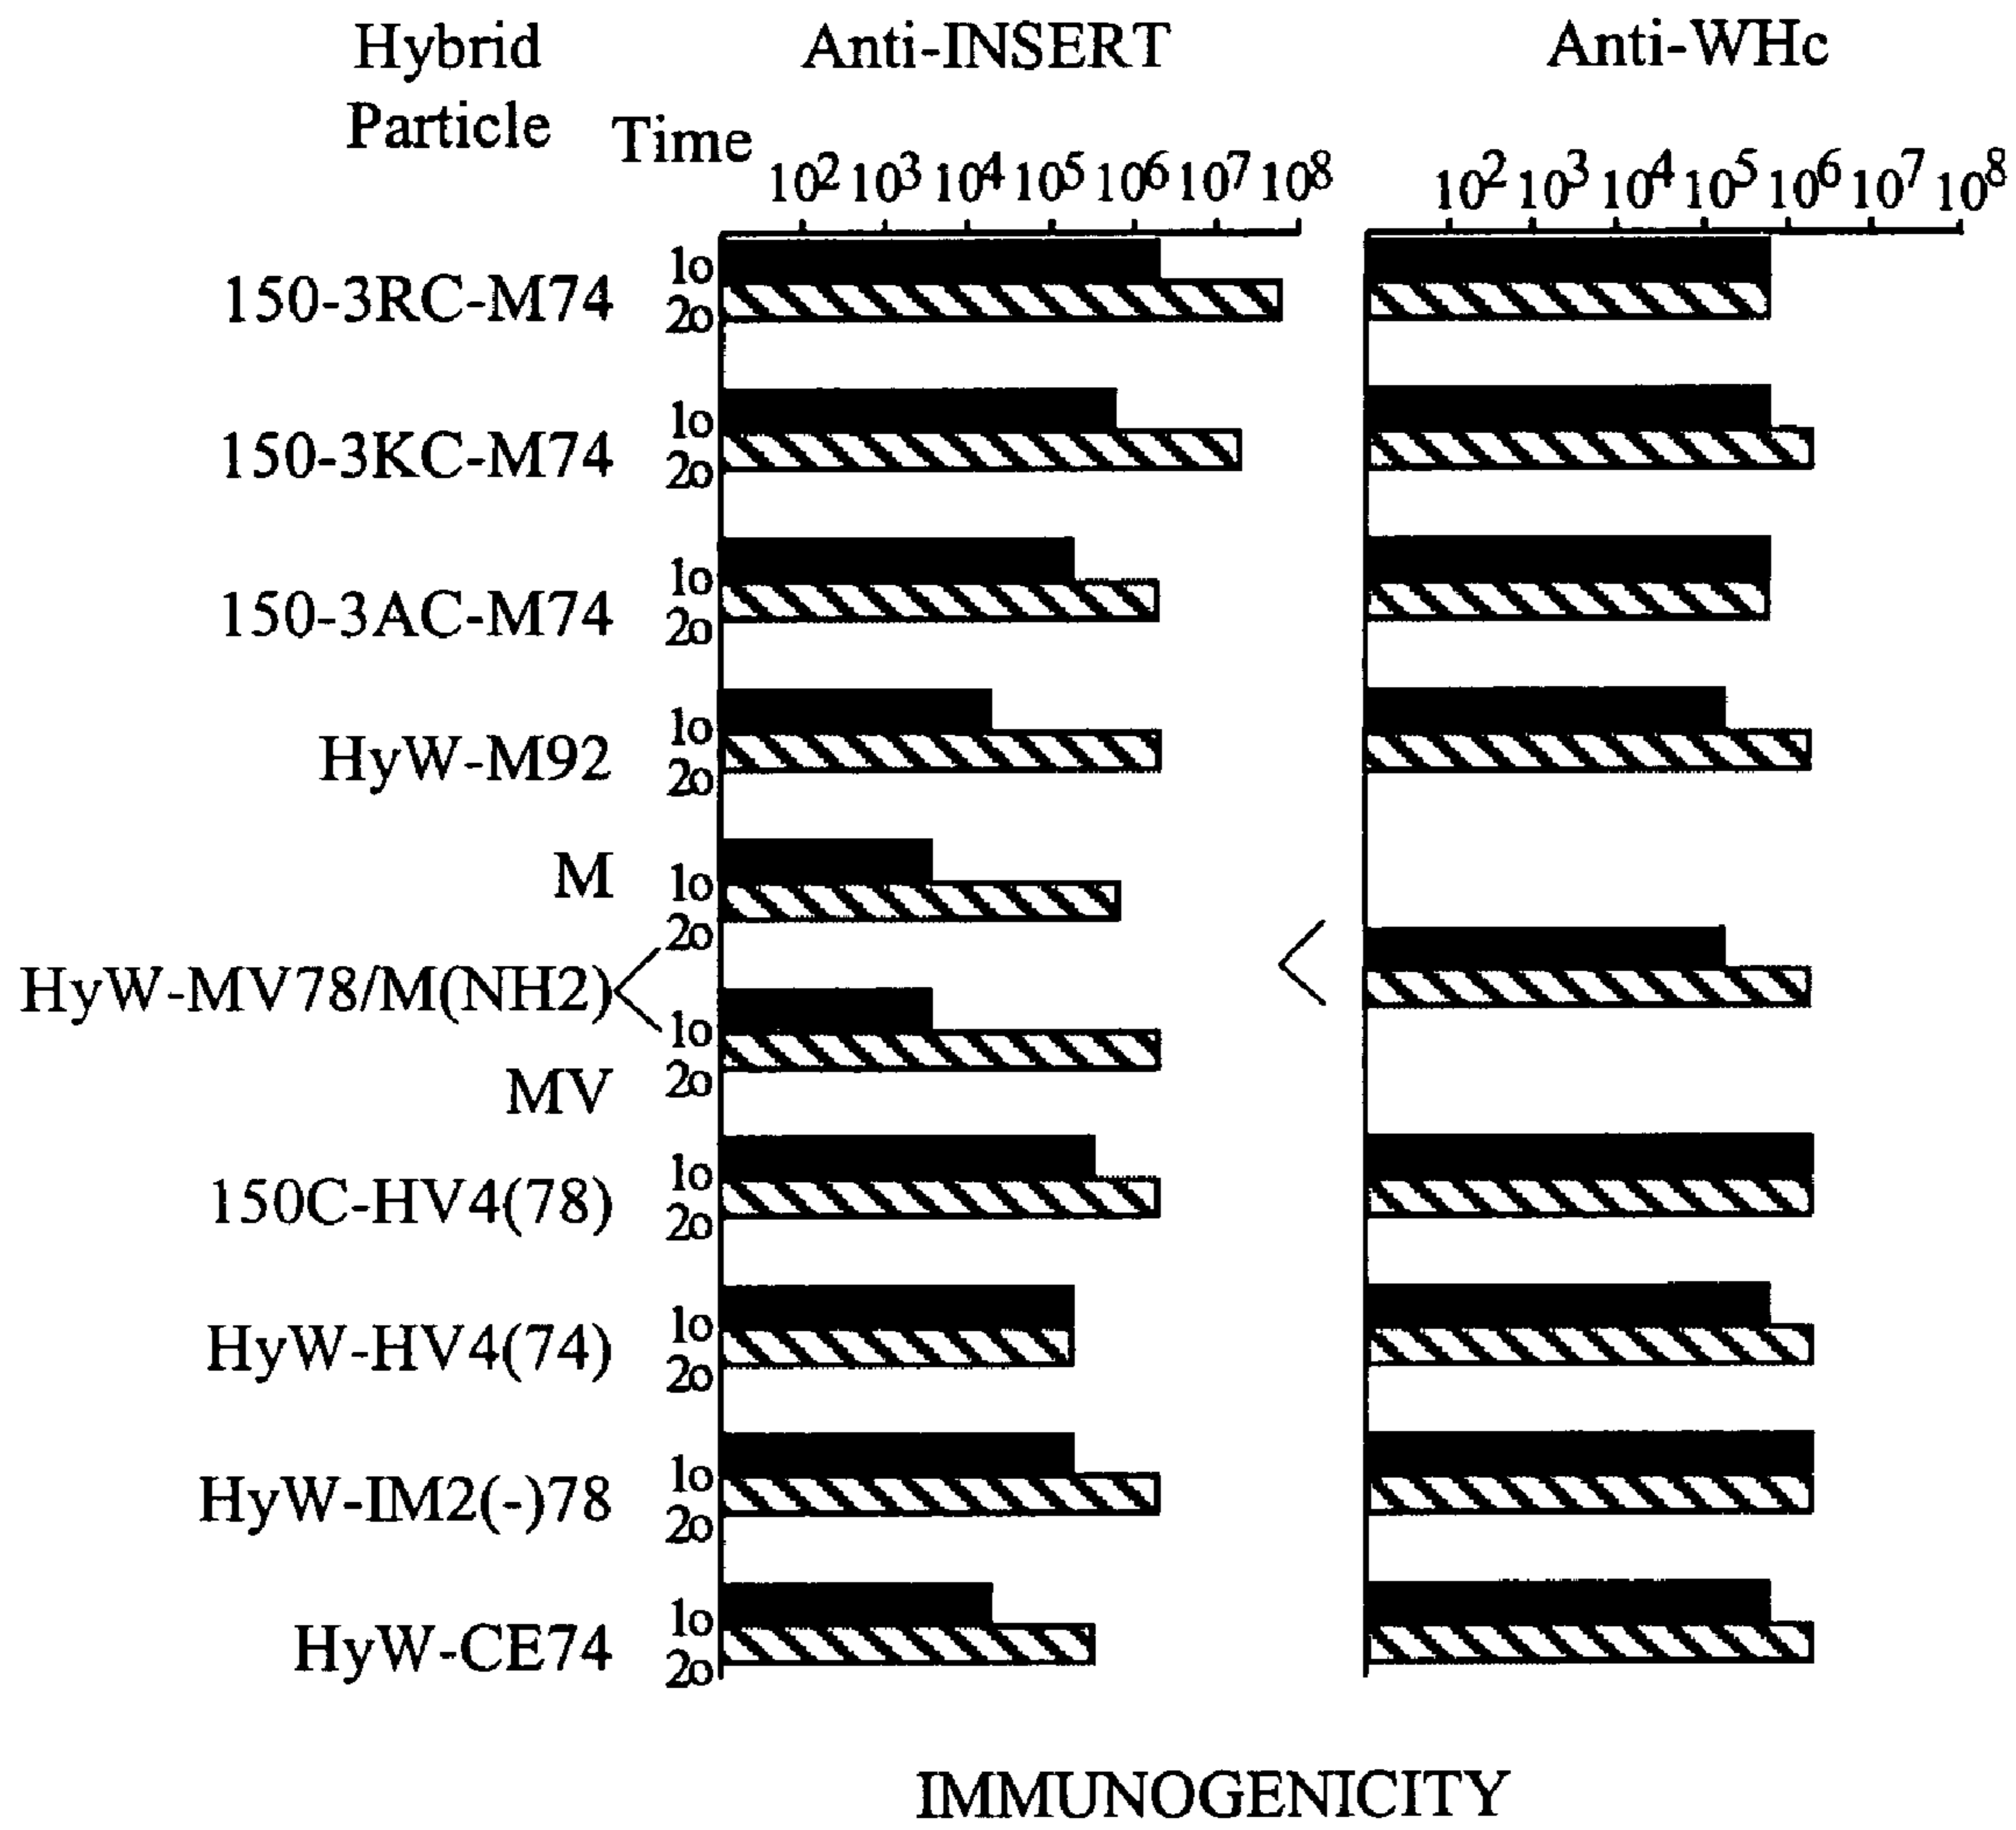 Hybrid Particle
Anti-INSERT
Anti-WHc
Time
10² 10³ 10⁴ 10⁵ 10⁶ 10⁷ 10⁸
10² 10³ 10⁴ 10⁵ 10⁶ 10⁷ 10⁸
150-3RC-M74
1o
2o
150-3KC-M74
1o
2o
150-3AC-M74
1o
2o
HyW-M92
1o
2o
M
1o
2o
HyW-MV78/M(NH2)
1o
2o
MV
150C-HV4(78)
1o
2o
HyW-HV4(74)
1o
2o
HyW-IM2(-)78
1o
2o
HyW-CE74
1o
2o
IMMUNOGENICITY